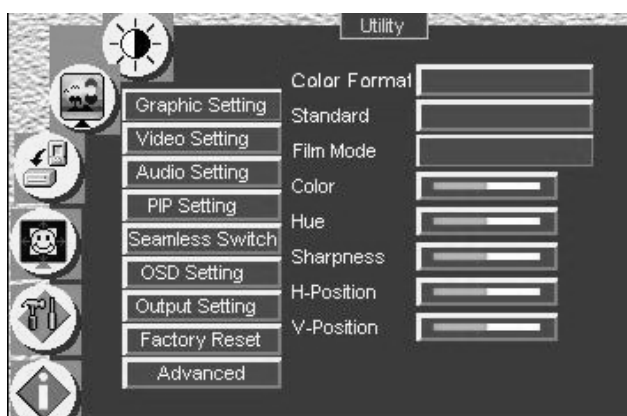 Utility
Graphic Setting
Video Setting
Audio Setting
PIP Setting
Seamless Switch
OSD Setting
Output Setting
Factory Reset
Advanced
Color Format
Standard
Film Mode
Color
Hue
Sharpness
H-Position
V-Position